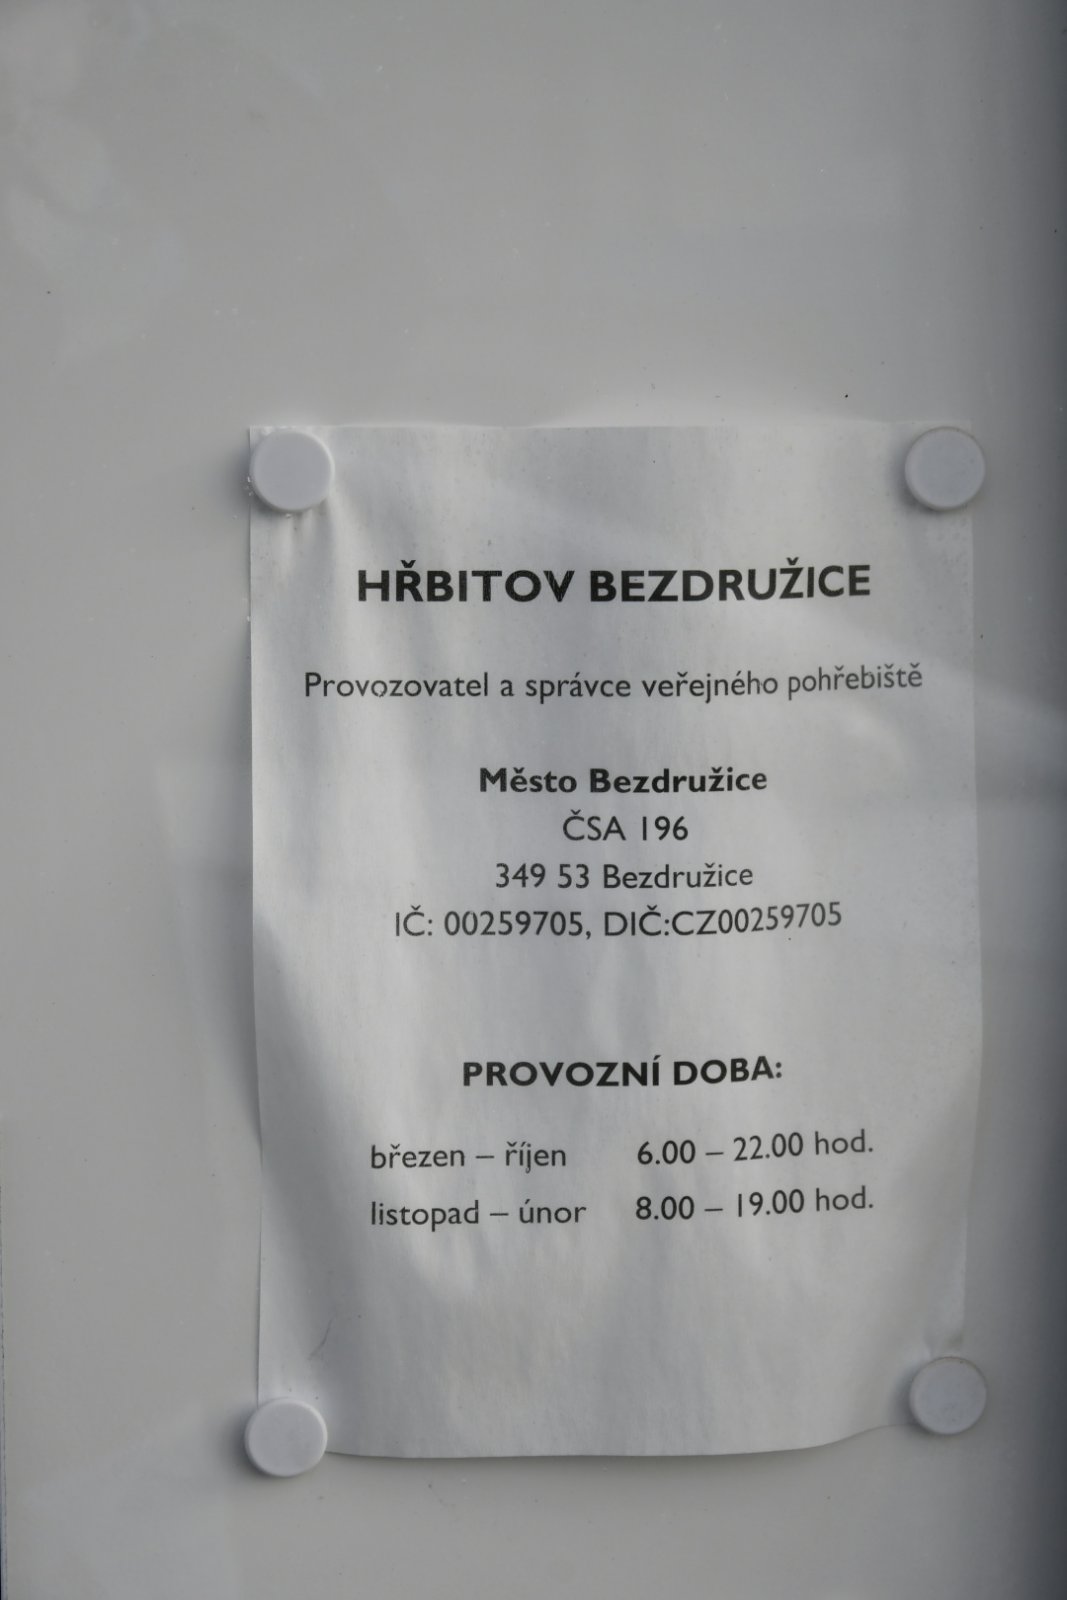 HŘBITOV BEZDRUŽICE
Provozovatel a správce veřejného pohřebiště
Město Bezdružice
ČSA 196
349 53 Bezdružice
IČ: 00259705, DIČ:CZ00259705
PROVOZNÍ DOBA:
březen – říjen 6.00 – 22.00 hod.
listopad – únor 8.00 – 19.00 hod.